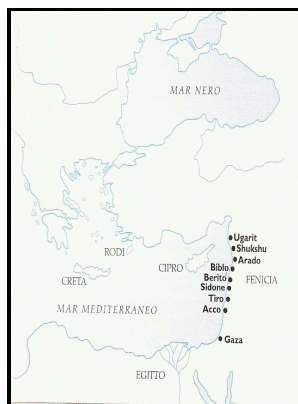 MAR NERO
Ugarit
Shukshu
RODI
Arado
CIPRO
Biblo
Berito
FENICIA
CRETA
Sidone
Tiro
MAR MEDITERRANEO
Acco
Gaza
EGITTO